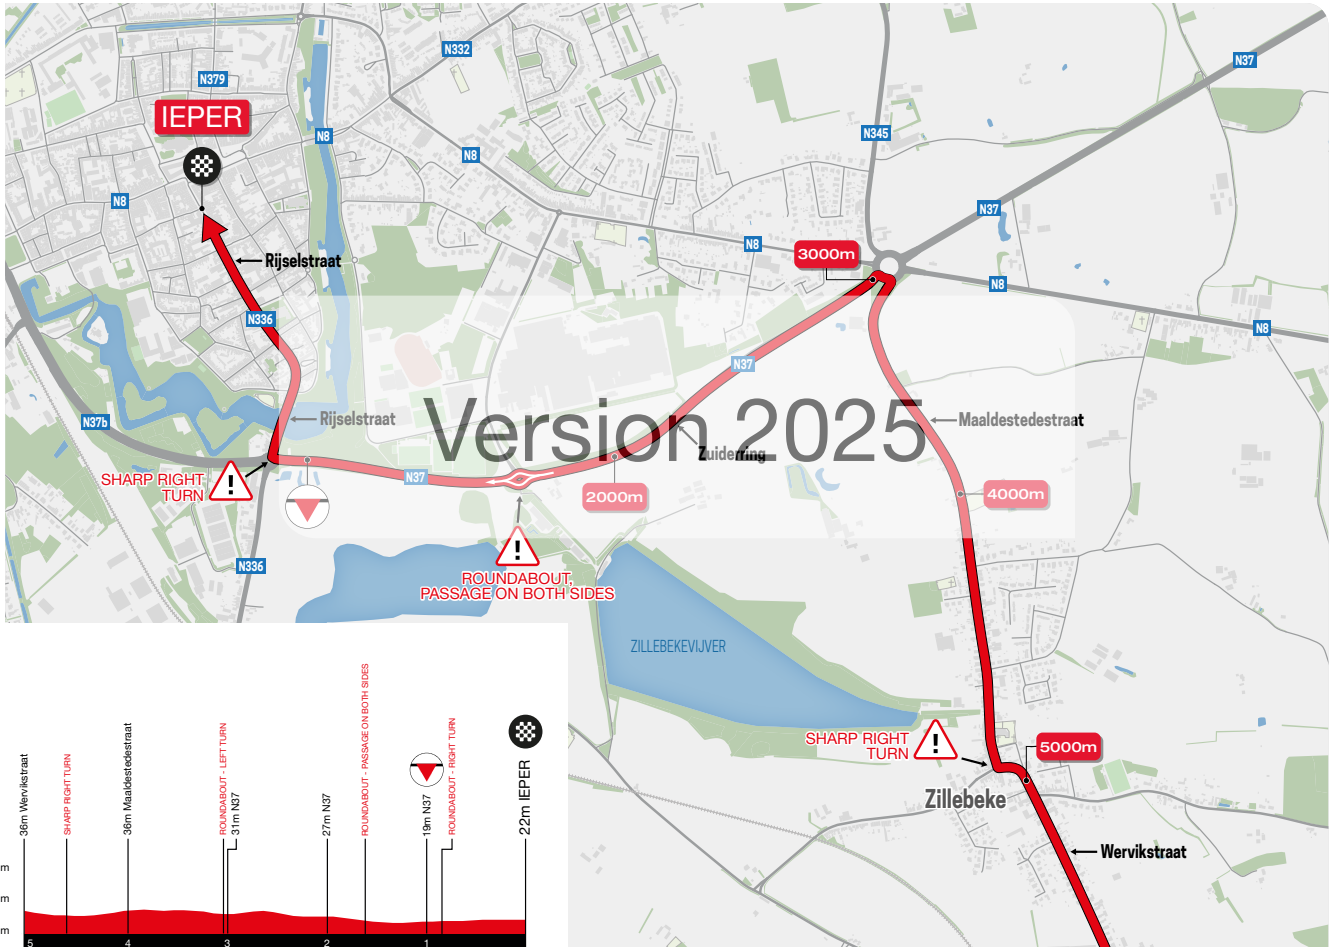 N332
N37
N379
IEPER
N8
N345
N8
N8
N37
N8
3000m
Rijselstraat
N8
N336
N8
N37
Rijselstraat
Version 2025
Maaldestedestraat
N37b
Zuiderring
SHARP RIGHT
TURN
N37
2000m
4000m
N336
ROUNDABOUT,
PASSAGE ON BOTH SIDES
ZILLEBEKEVIJVER
SHARP RIGHT
TURN
5000m
Zillebeke
Wervikstraat
36m Wervikstraat
SHARP RIGHT TURN
36m Maaldestedestraat
ROUNDABOUT - LEFT TURN
31m N37
27m N37
ROUNDABOUT - PASSAGE ON BOTH SIDES
19m N37
ROUNDABOUT - RIGHT TURN
22m IEPER
m
m
m
5 4 3 2 1